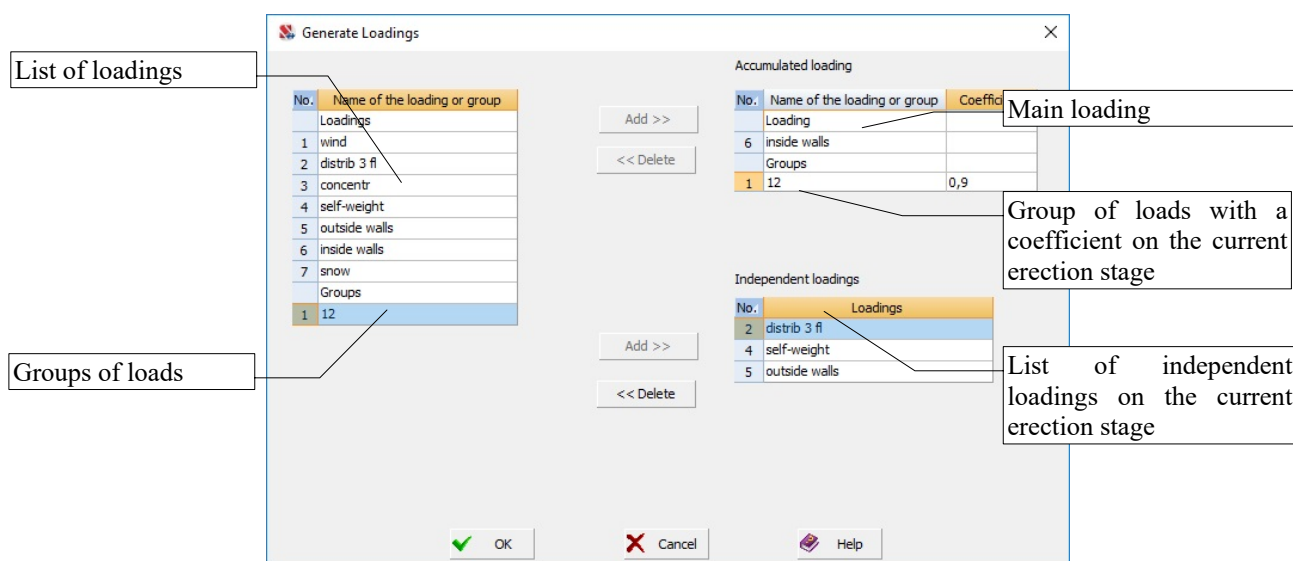 Generate Loadings
List of loadings
No. Name of the loading or group
Loadings
1 wind
2 distrib 3 fl
3 concentr
4 self-weight
5 outside walls
6 inside walls
7 snow
Groups
1 12
Groups of loads
Add >>
<< Delete
Add >>
<< Delete
Accumulated loading
No. Name of the loading or group Coeffici
Loading
6 inside walls
Groups
1 12 0,9
Main loading
Group of loads with a
coefficient on the current
erection stage
Independent loadings
No. Loadings
2 distrib 3 fl
4 self-weight
5 outside walls
List of independent
loadings on the current
erection stage
OK
Cancel
Help